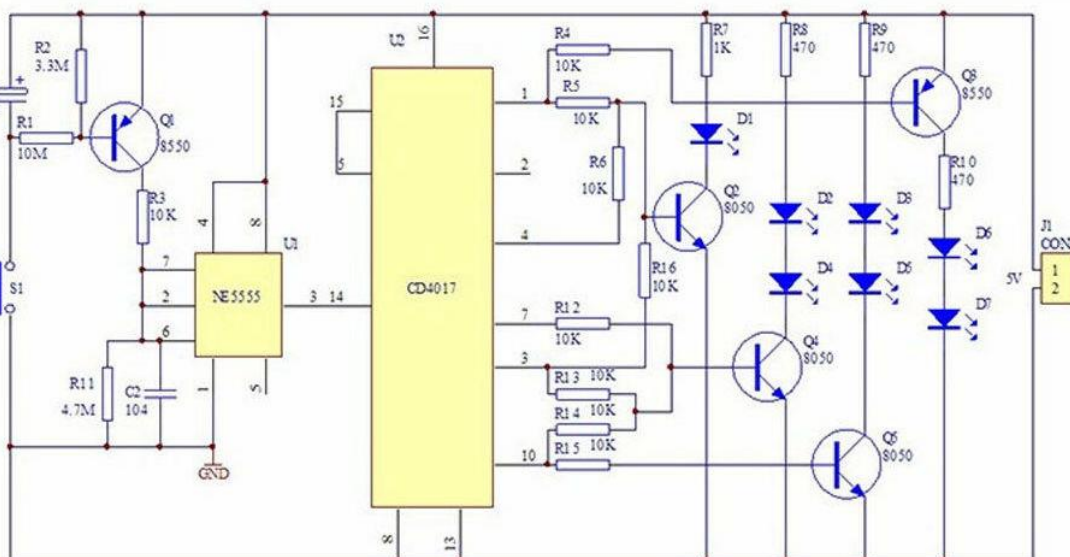 R2
3.3M
+
R1
10M
Q1
8550
R3
10K
4
8
U1
7
2
6
NE5555
3
14
R11
4.7M
C2
104
1
5
GND
S1
U2
16
15
5
CD4017
1
2
4
7
3
10
8
13
R4
10K
R5
10K
R6
10K
R16
10K
R12
10K
R13
10K
R14
10K
R15
10K
R7
1K
R8
470
R9
470
D1
Q2
8050
D2
D3
D4
D5
Q3
8550
R10
470
D6
D7
Q4
8050
Q5
8050
J1
CON
5V
1
2